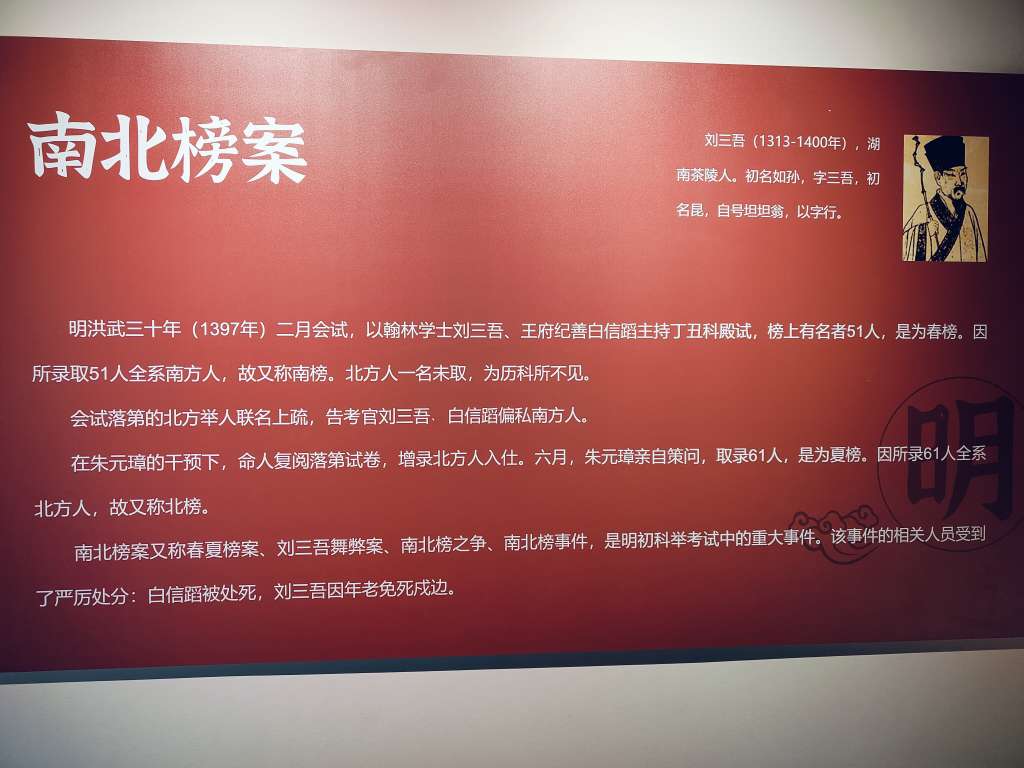 南北榜案
刘三吾（1313-1400年），湖
南茶陵人。初名如孙，字三吾，初
名昆，自号坦坦翁，以字行。
明洪武三十年（1397年）二月会试，以翰林学士刘三吾、王府纪善白信蹈主持丁丑科殿试，榜上有名者51人，是为春榜。因
所录取51人全系南方人，故又称南榜。北方人一名未取，为历科所不见。
会试落第的北方举人联名上疏，告考官刘三吾、白信蹈偏私南方人。
在朱元璋的干预下，命人复阅落第试卷，增录北方人入仕。六月，朱元璋亲自策问，取录61人，是为夏榜。因所录61人全系
北方人，故又称北榜。
明
南北榜案又称春夏榜案、刘三吾舞弊案、南北榜之争、南北榜事件，是明初科举考试中的重大事件。该事件的相关人员受到
了严厉处分：白信蹈被处死，刘三吾因年老免死戍边。